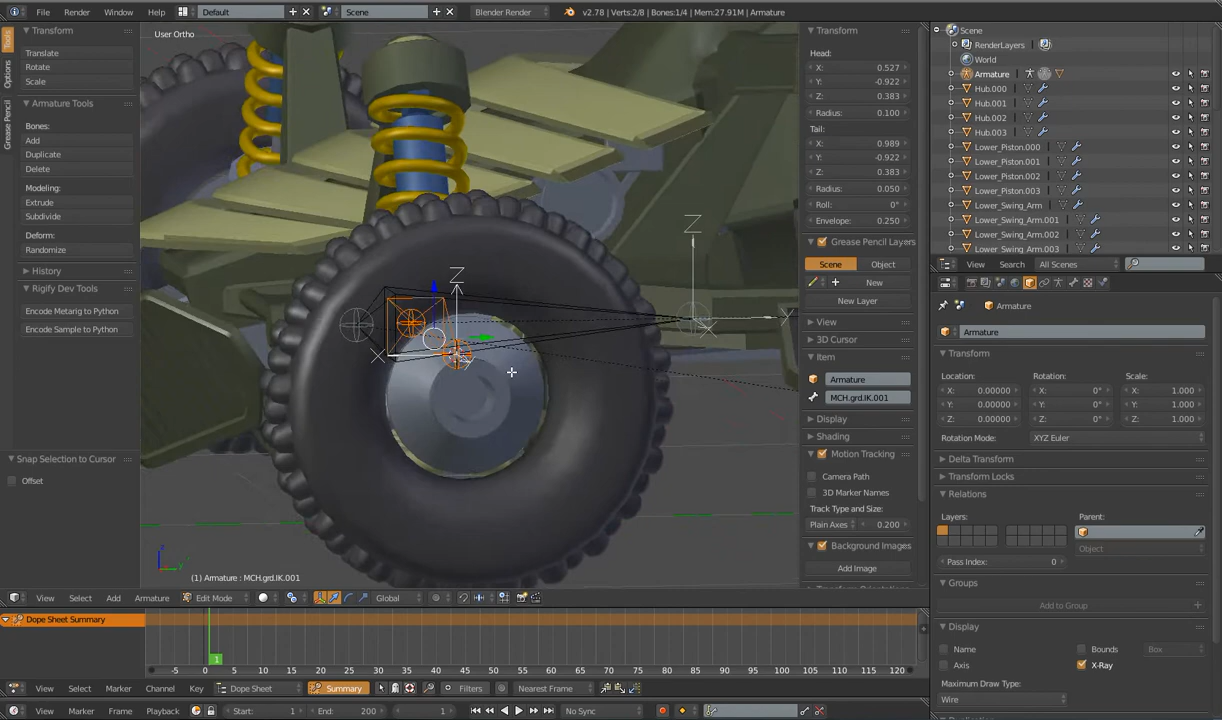 File Render Window Help Default Scene Blender Render v2.78 | Verts:2/8 | Bones:1/4 | Mem:27.91M | Armature
Tools
Options
Grease Pencil
Transform
Translate
Rotate
Scale
Armature Tools
Bones:
Add
Duplicate
Delete
Modeling:
Extrude
Subdivide
Deform:
Randomize
History
Rigify Dev Tools
Encode Metarig to Python
Encode Sample to Python
Snap Selection to Cursor
Offset
User Ortho
Z
Z
(1) Armature : MCH.grd.IK.001
Transform
Head:
X: 0.527
Y: -0.922
Z: 0.383
Radius: 0.100
Tail:
X: 0.989
Y: -0.922
Z: 0.383
Radius: 0.050
Roll: 0°
Envelope: 0.250
Grease Pencil Layers
Scene Object
New
New Layer
View
3D Cursor
Item
Armature
MCH.grd.IK.001
Display
Shading
Motion Tracking
Camera Path
3D Marker Names
Track Type and Size:
Plain Axes 0.200
Background Images
Add Image
View Select Add Armature Edit Mode Global
Dope Sheet Summary
1
-5 0 5 10 15 20 25 30 35 40 45 50 55 60 65 70 75 80 85 90 95 100 105 110 115 120
View Select Marker Channel Key Dope Sheet Summary Filters Nearest Frame
View Marker Frame Playback Start: 1 End: 200 1 No Sync
Scene
RenderLayers
World
Armature
Hub.000
Hub.001
Hub.002
Hub.003
Lower_Piston.000
Lower_Piston.001
Lower_Piston.002
Lower_Piston.003
Lower_Swing_Arm
Lower_Swing_Arm.001
Lower_Swing_Arm.002
Lower_Swing_Arm.003
View Search All Scenes
Armature
Armature
Transform
Location: Rotation: Scale:
X: 0.00000 X: 0° X: 1.000
Y: 0.00000 Y: 0° Y: 1.000
Z: 0.00000 Z: 0° Z: 1.000
Rotation Mode: XYZ Euler
Delta Transform
Transform Locks
Relations
Layers: Parent:
Object
Pass Index: 0
Groups
Add to Group
Display
Name Bounds Box
Axis X-Ray
Maximum Draw Type:
Wire